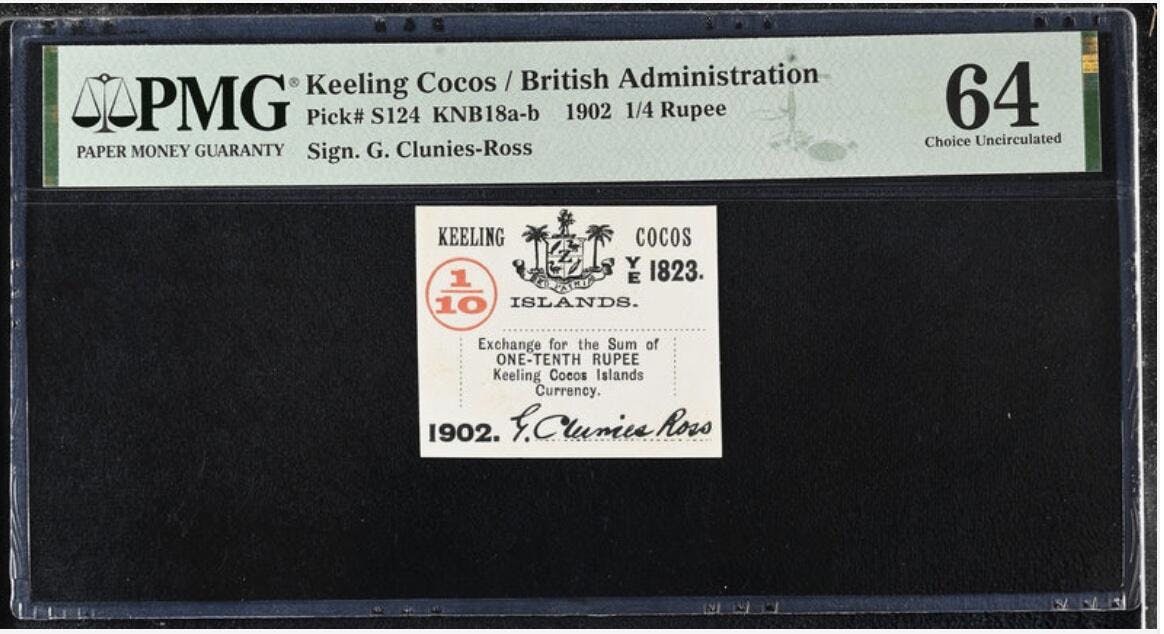 PMG® Keeling Cocos / British Administration
Pick# S124 KNB18a-b 1902 1/4 Rupee
PAPER MONEY GUARANTY
Sign. G. Clunies-Ross
64
Choice Uncirculated
KEELING COCOS
YE 1823.
1/10
ISLANDS.
Exchange for the Sum of
ONE-TENTH RUPEE
Keeling Cocos Islands
Currency.
1902. G. Clunies Ross